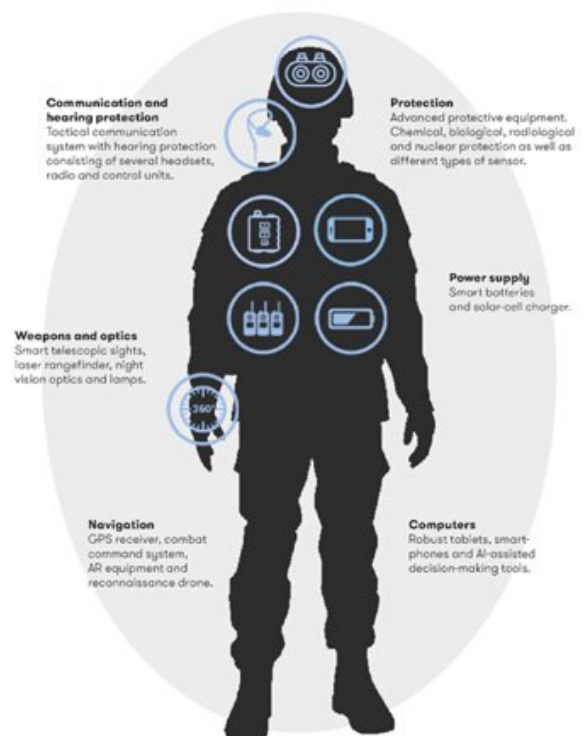 Communication and
hearing protection
Tactical communication
system with hearing protection
consisting of several headsets,
radio and control units.
Protection
Advanced protective equipment.
Chemical, biological, radiological
and nuclear protection as well as
different types of sensor.
Power supply
Smart batteries
and solar-cell charger.
Weapons and optics
Smart telescopic sights,
laser rangefinder, night
vision optics and lamps.
360°
Navigation
GPS receiver, combat
command system,
AR equipment and
reconnaissance drone.
Computers
Robust tablets, smart-
phones and AI-assisted
decision-making tools.